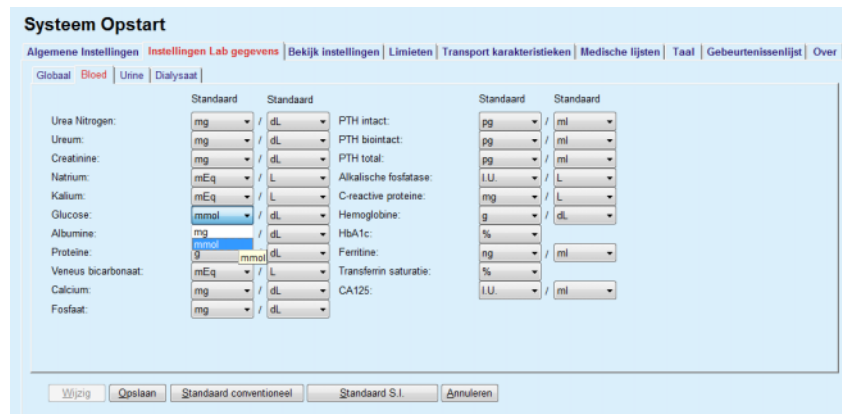 Systeem Opstart
Algemene Instellingen Instellingen Lab gegevens Bekijk instellingen Limieten Transport karakteristieken Medische lijsten Taal Gebeurtenissenlijst Over
Globaal Bloed Urine Dialysaat
Standaard Standaard Standaard Standaard
Urea Nitrogen: mg / dL PTH intact: pg / ml
Ureum: mg / dL PTH biointact: pg / ml
Creatinine: mg / dL PTH total: pg / ml
Natrium: mEq / L Alkalische fosfatase: I.U. / L
Kalium: mEq / L C-reactive proteine: mg / L
Glucose: mmol / dL Hemoglobine: g / dL
Albumine: mg / dL HbA1c: %
mmol
Proteine: g mmol dL Ferritine: ng / ml
Veneus bicarbonaat: mEq / L Transferrin saturatie: %
Calcium: mg / dL CA125: I.U. / ml
Fosfaat: mg / dL
Wijzig Opslaan Standaard conventioneel Standaard S.I. Annuleren